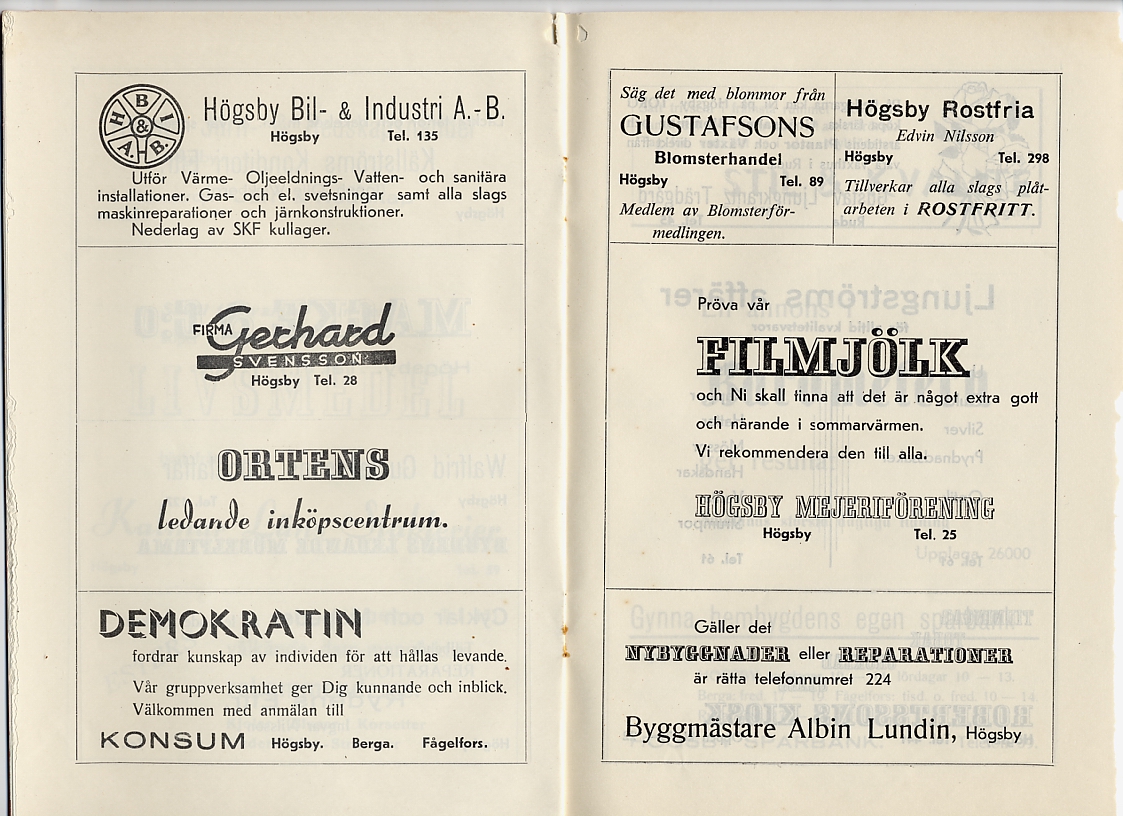 H B I & A. B.
Högsby Bil- & Industri A.-B.
Högsby Tel. 135
Utför Värme- Oljeeldnings- Vatten- och sanitära
installationer. Gas- och el. svetsningar samt alla slags
maskinreparationer och järnkonstruktioner.
Nederlag av SKF kullager.
FIRMA Gerhard
SVENSSON
Högsby Tel. 28
ORTENS
ledande inköpscentrum.
DEMOKRATIN
fordrar kunskap av individen för att hållas levande.
Vår gruppverksamhet ger Dig kunnande och inblick.
Välkommen med anmälan till
KONSUM Högsby. Berga. Fågelfors.
Säg det med blommor från
GUSTAFSONS
Blomsterhandel
Högsby Tel. 89
Medlem av Blomsterför-
medlingen.
Högsby Rostfria
Edvin Nilsson
Högsby Tel. 298
Tillverkar alla slags plåt-
arbeten i ROSTFRITT.
Pröva vår
FILMJÖLK
och Ni skall finna att det är något extra gott
och närande i sommarvärmen.
Vi rekommendera den till alla.
HÖGSBY MEJERIFÖRENING
Högsby Tel. 25
Gäller det
NYBYGGNADER eller REPARATIONER
är rätta telefonnumret 224
Byggmästare Albin Lundin, Högsby